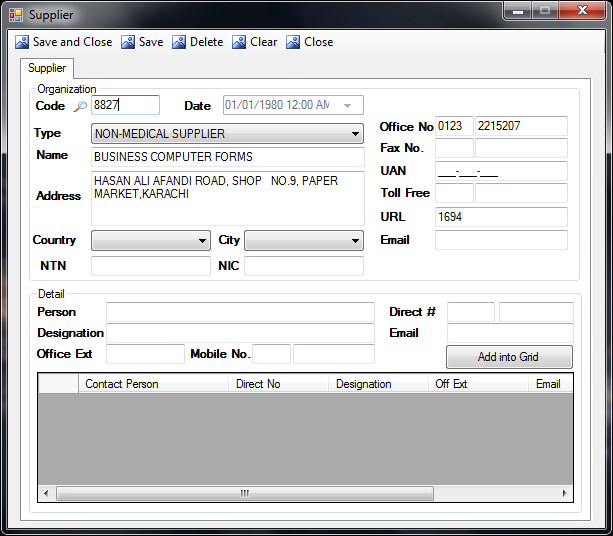 Supplier
Save and Close Save Delete Clear Close
Supplier
Organization
Code 8827 Date 01/01/1980 12:00 AM
Office No 0123 2215207
Type NON-MEDICAL SUPPLIER
Fax No.
Name BUSINESS COMPUTER FORMS
UAN ___-___-___
Address HASAN ALI AFANDI ROAD, SHOP NO.9, PAPER
MARKET,KARACHI
Toll Free
URL 1694
Country City Email
NTN NIC
Detail
Person Direct #
Designation Email
Office Ext Mobile No. Add into Grid
Contact Person Direct No Designation Off Ext Email